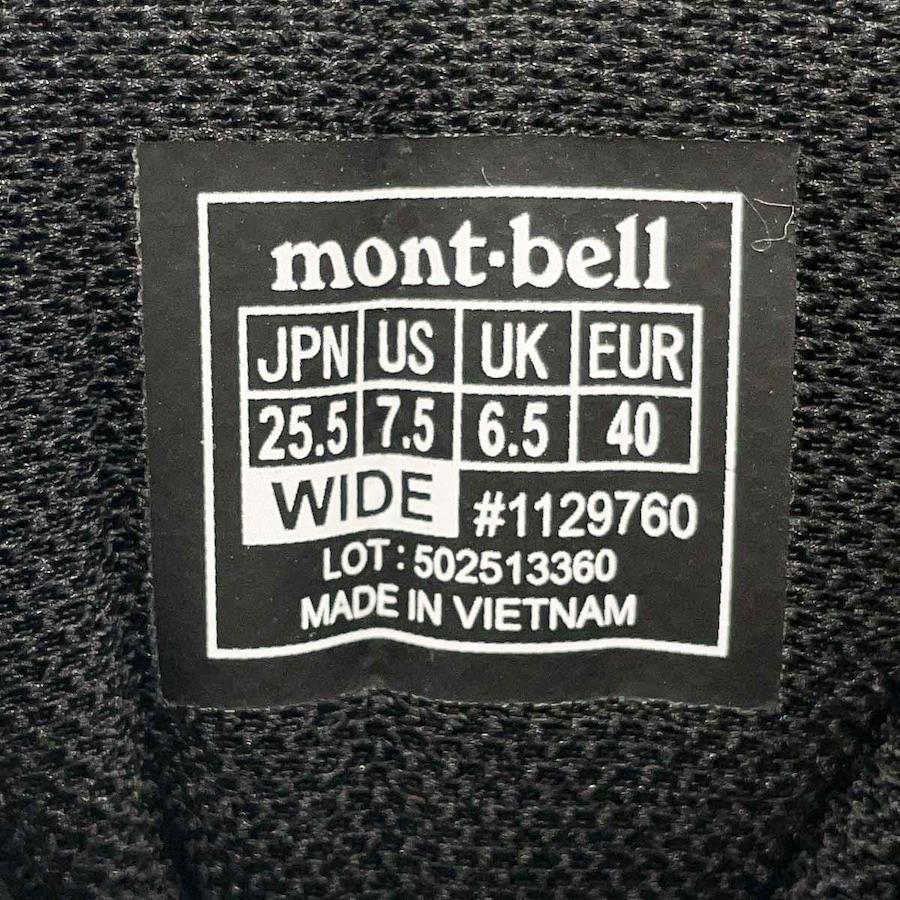 mont·bell
JPN US UK EUR
25.5 7.5 6.5 40
WIDE #1129760
LOT : 502513360
MADE IN VIETNAM